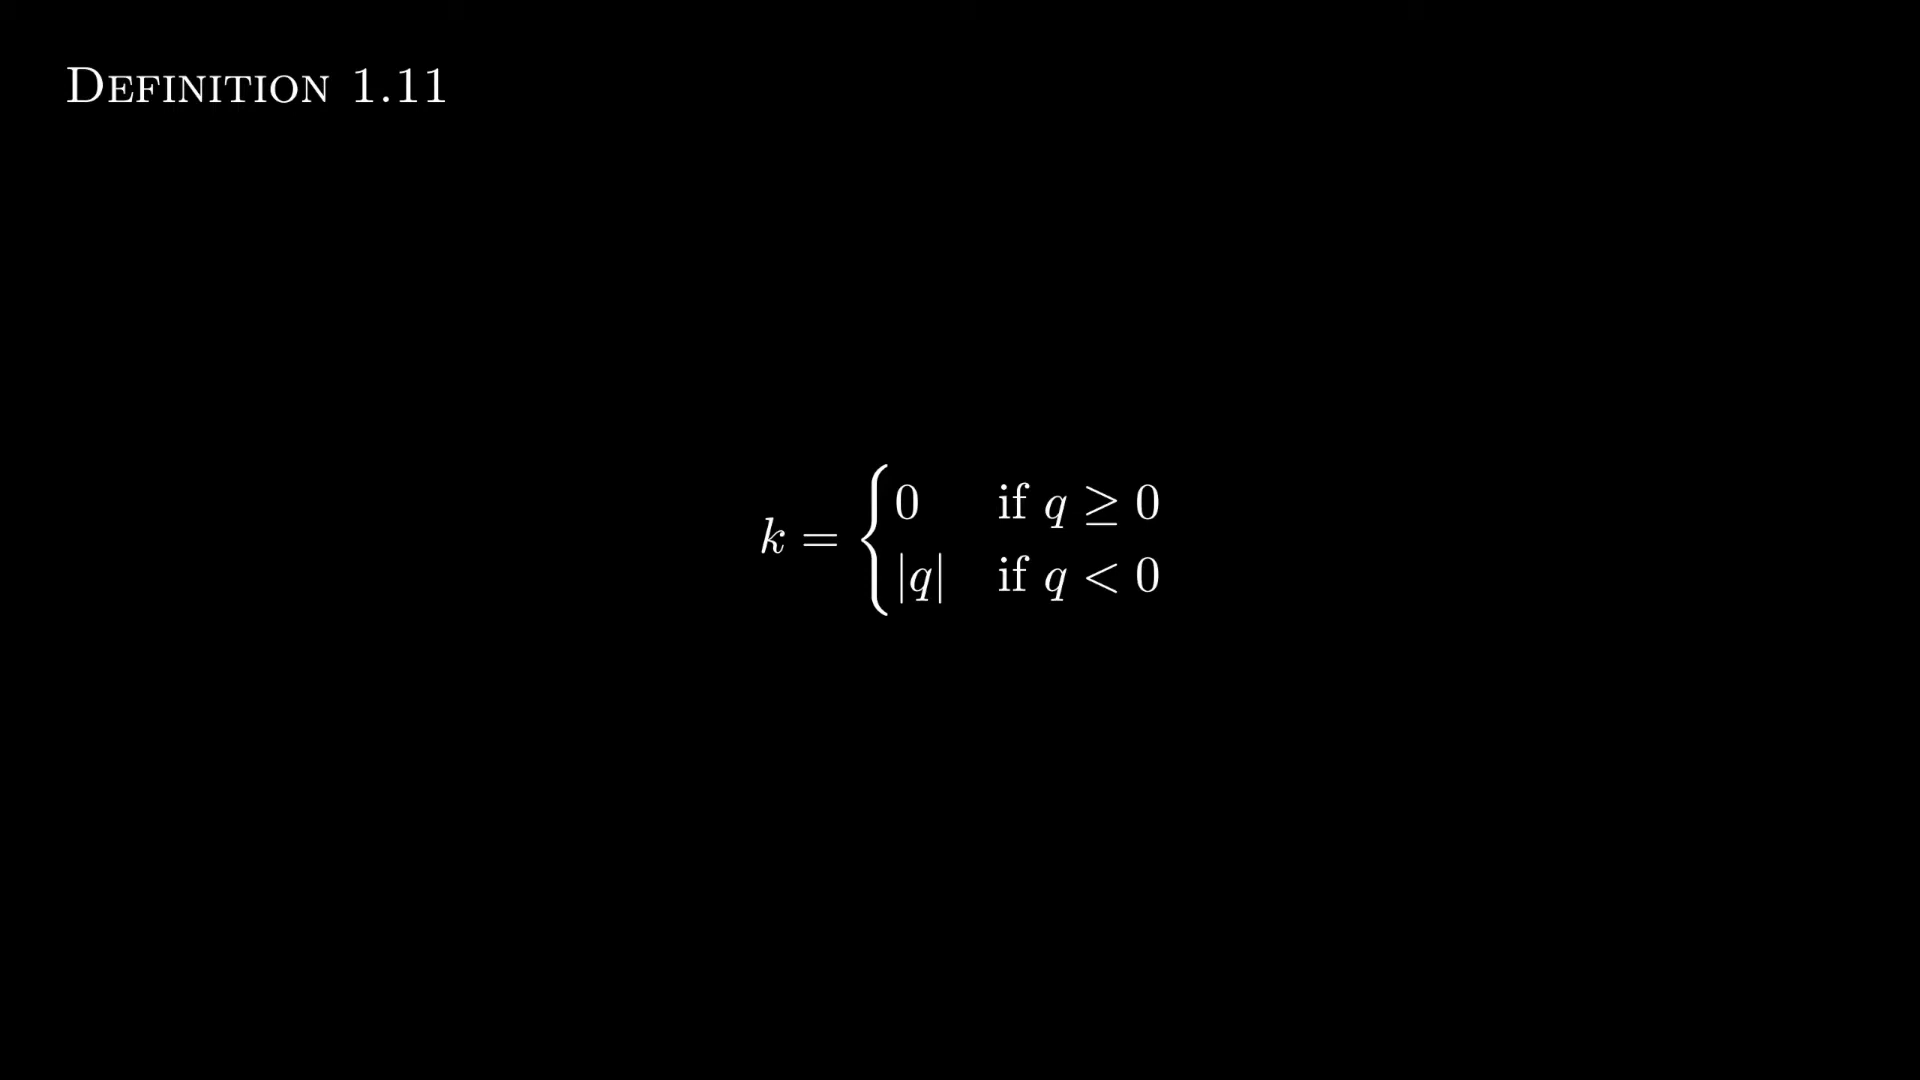 DEFINITION 1.11
k = { 0 if q ≥ 0
|q| if q < 0